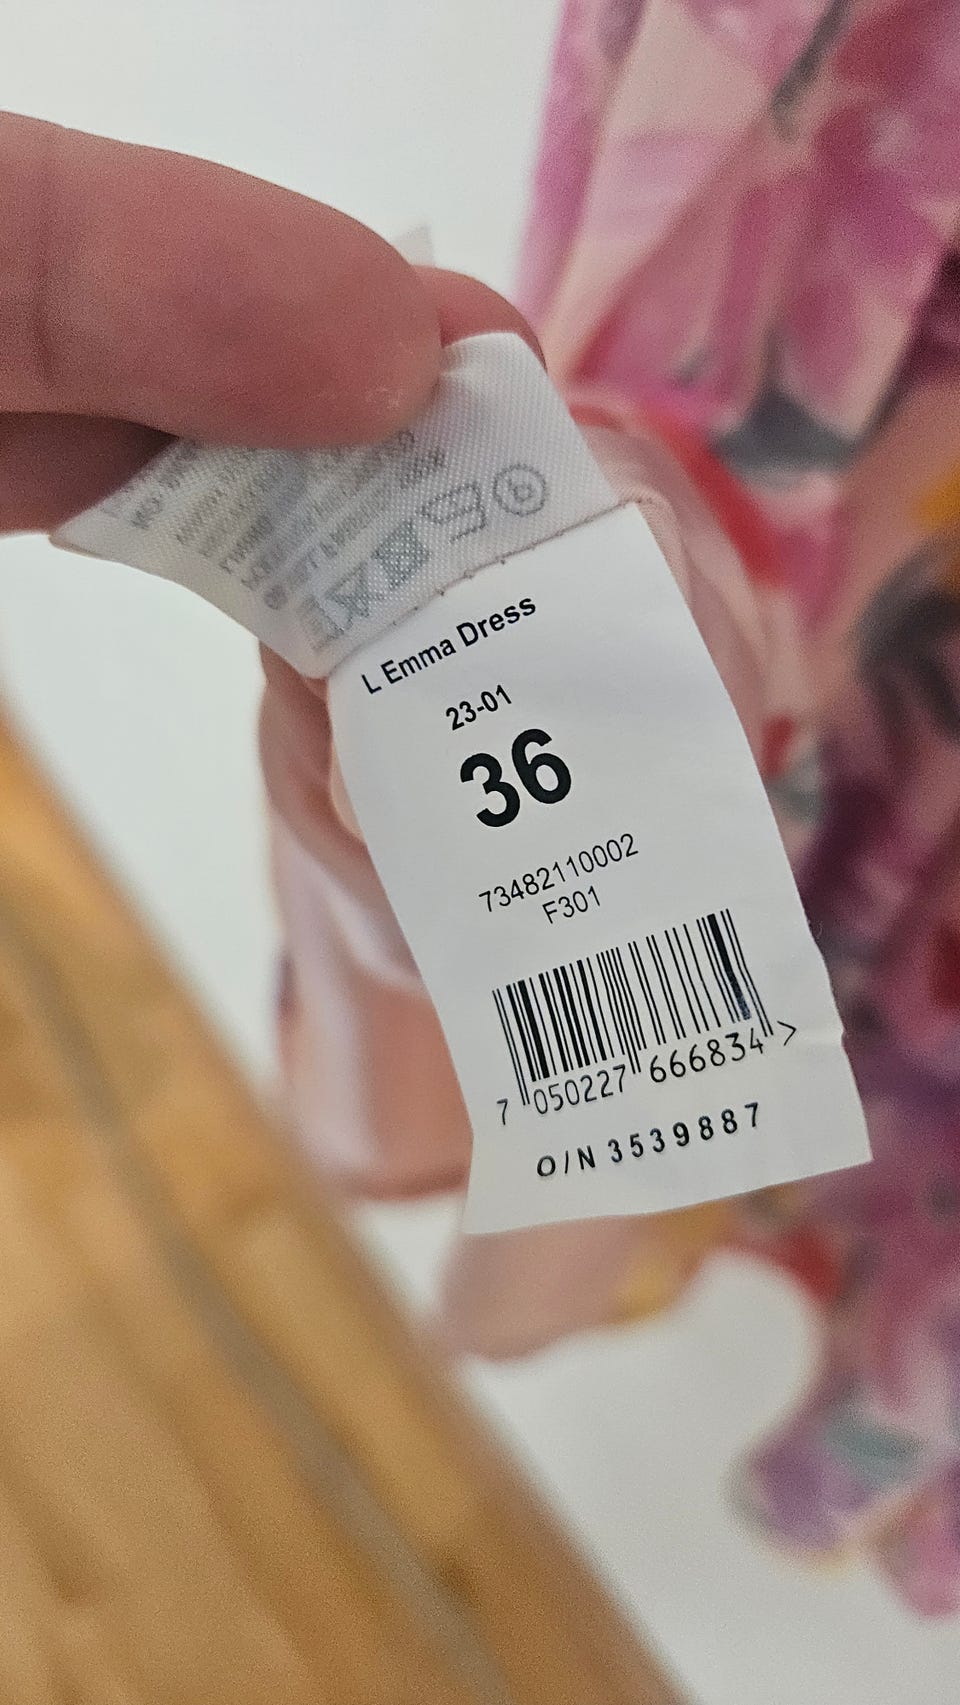 L Emma Dress
23-01
36
73482110002
F301
7 050227 666834 >
O/N 3539887